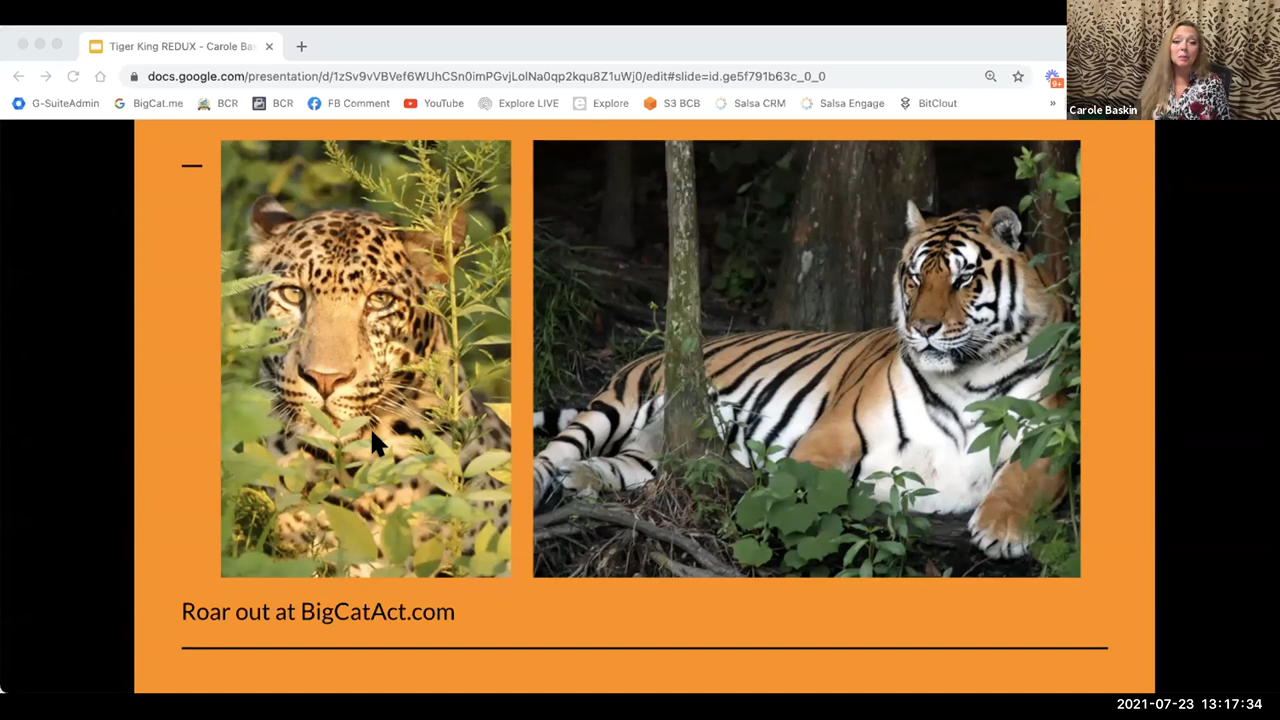 Tiger King REDUX - Carole Ba
docs.google.com/presentation/d/1zSv9vVBVef6WUhCSn0imPGvjLolNa0qp2kqu8Z1uWj0/edit#slide=id.ge5f791b63c_0_0
G-SuiteAdmin BigCat.me BCR BCR FB Comment YouTube Explore LIVE Explore S3 BCB Salsa CRM Salsa Engage BitClout »
9+
Carole Baskin
Roar out at BigCatAct.com
2021-07-23 13:17:34